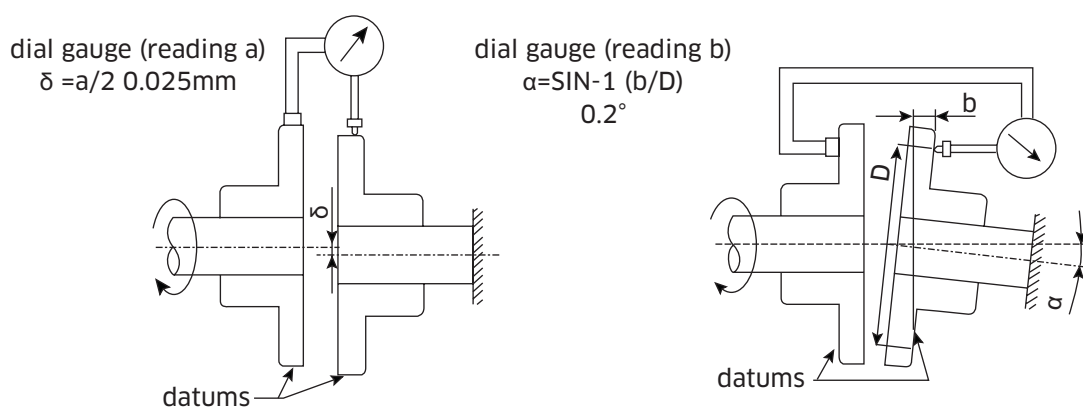 dial gauge (reading a)
δ =a/2 0.025mm
δ
datums
dial gauge (reading b)
α=SIN-1 (b/D)
0.2°
b
D
α
datums